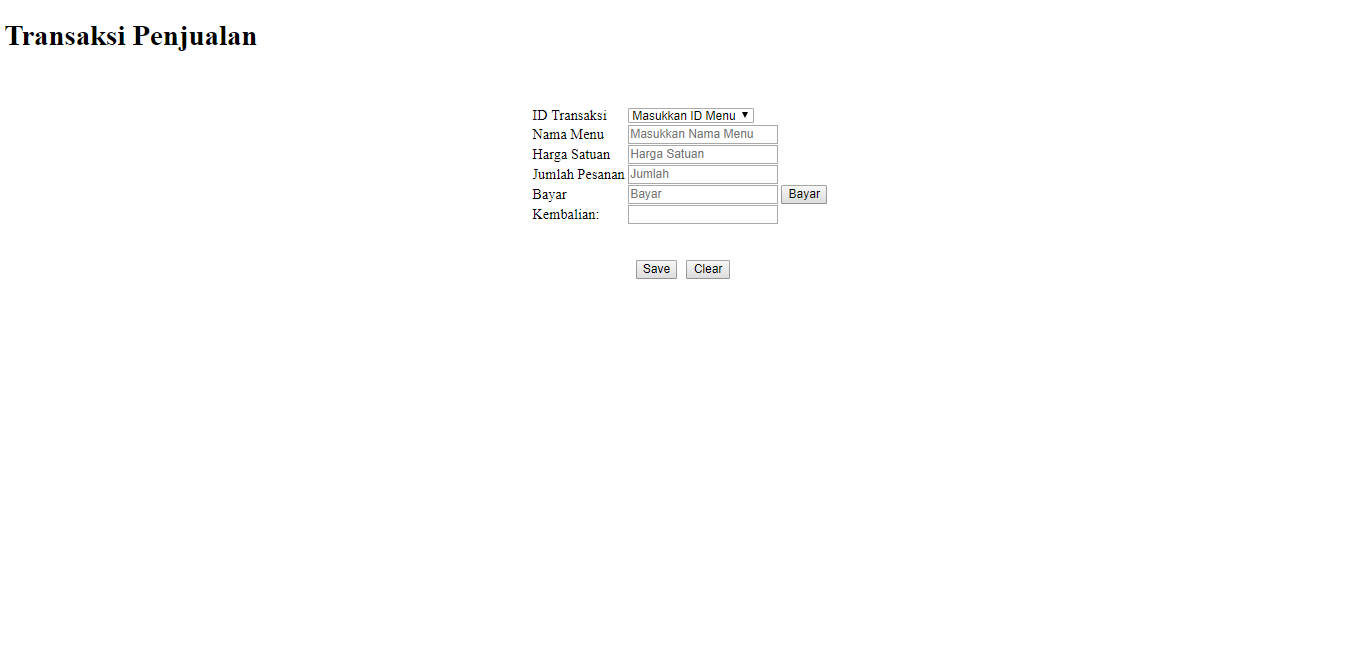 Transaksi Penjualan
ID Transaksi Masukkan ID Menu ▼
Nama Menu Masukkan Nama Menu
Harga Satuan Harga Satuan
Jumlah Pesanan Jumlah
Bayar Bayar Bayar
Kembalian:
Save Clear